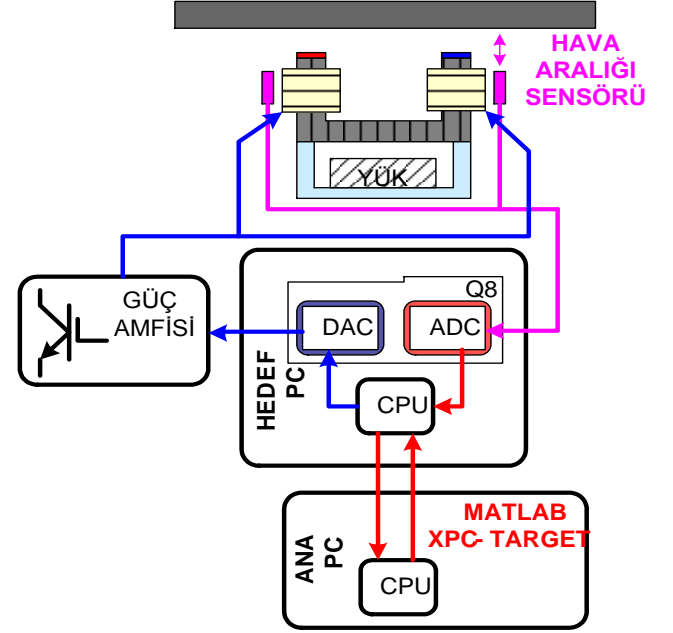 HAVA
ARALIĞI
SENSÖRÜ
YÜK
GÜÇ
AMFİSİ
Q8
DAC
ADC
HEDEF
PC
CPU
MATLAB
XPC- TARGET
ANA
PC
CPU